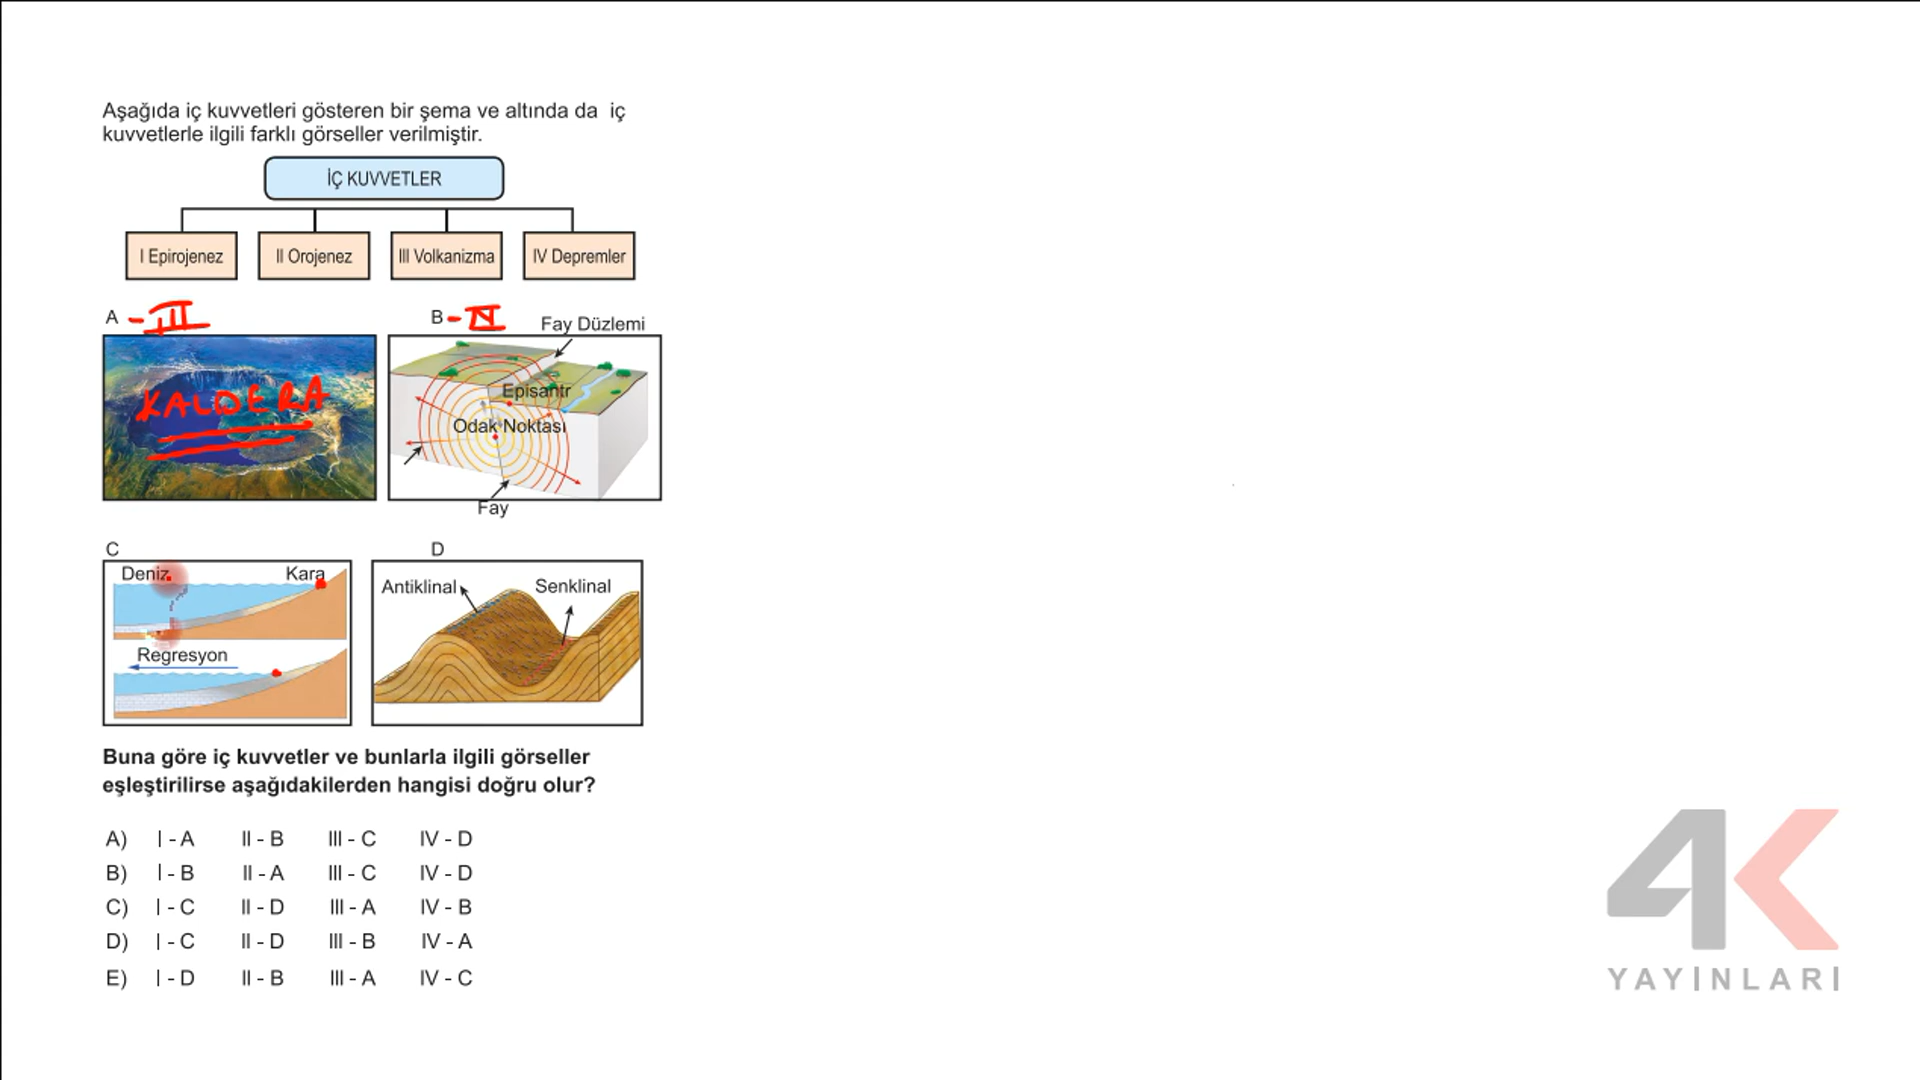 Aşağıda iç kuvvetleri gösteren bir şema ve altında da iç
kuvvetlerle ilgili farklı görseller verilmiştir.
İÇ KUVVETLER
I Epirojenez
II Orojenez
III Volkanizma
IV Depremler
A - III
KALDERA
B - IV
Fay Düzlemi
Episantr
Odak Noktası
Fay
C
Deniz
Kara
Regresyon
D
Antiklinal
Senklinal
Buna göre iç kuvvetler ve bunlarla ilgili görseller
eşleştirilirse aşağıdakilerden hangisi doğru olur?
A) I - A II - B III - C IV - D
B) I - B II - A III - C IV - D
C) I - C II - D III - A IV - B
D) I - C II - D III - B IV - A
E) I - D II - B III - A IV - C
4K
YAYINLARI